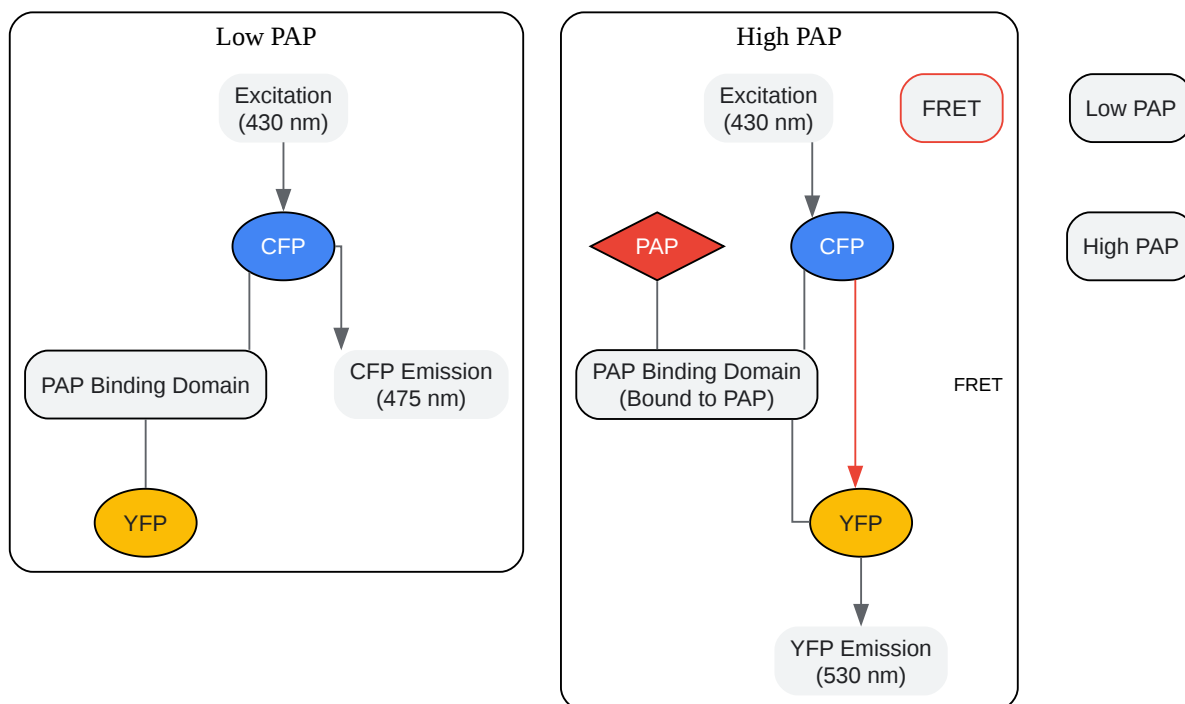 Low PAP
Excitation
(430 nm)
CFP
PAP Binding Domain
CFP Emission
(475 nm)
YFP
High PAP
Excitation
(430 nm)
FRET
PAP
CFP
PAP Binding Domain
(Bound to PAP)
FRET
YFP
YFP Emission
(530 nm)
Low PAP
High PAP